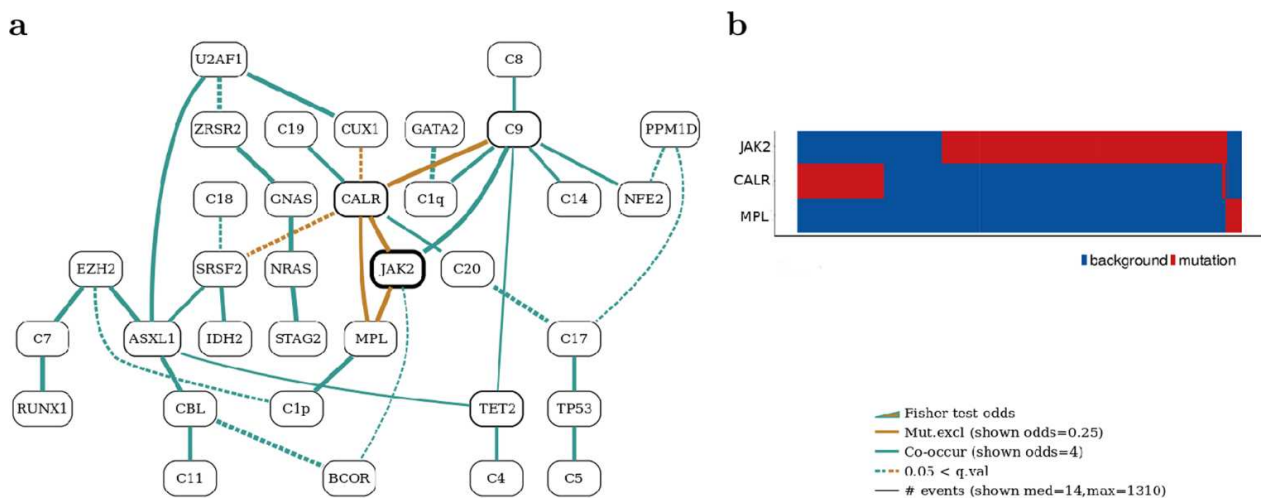 a
b
U2AF1
C8
ZRSR2
C19
CUX1
GATA2
C9
PPM1D
C18
GNAS
CALR
C1q
C14
NFE2
EZH2
SRSF2
NRAS
JAK2
C20
C7
ASXL1
IDH2
STAG2
MPL
C17
RUNX1
CBL
C1p
TET2
TP53
C11
BCOR
C4
C5
JAK2
CALR
MPL
background mutation
Fisher test odds
Mut.excl (shown odds=0.25)
Co-occur (shown odds=4)
0.05 < q.val
# events (shown med=14,max=1310)